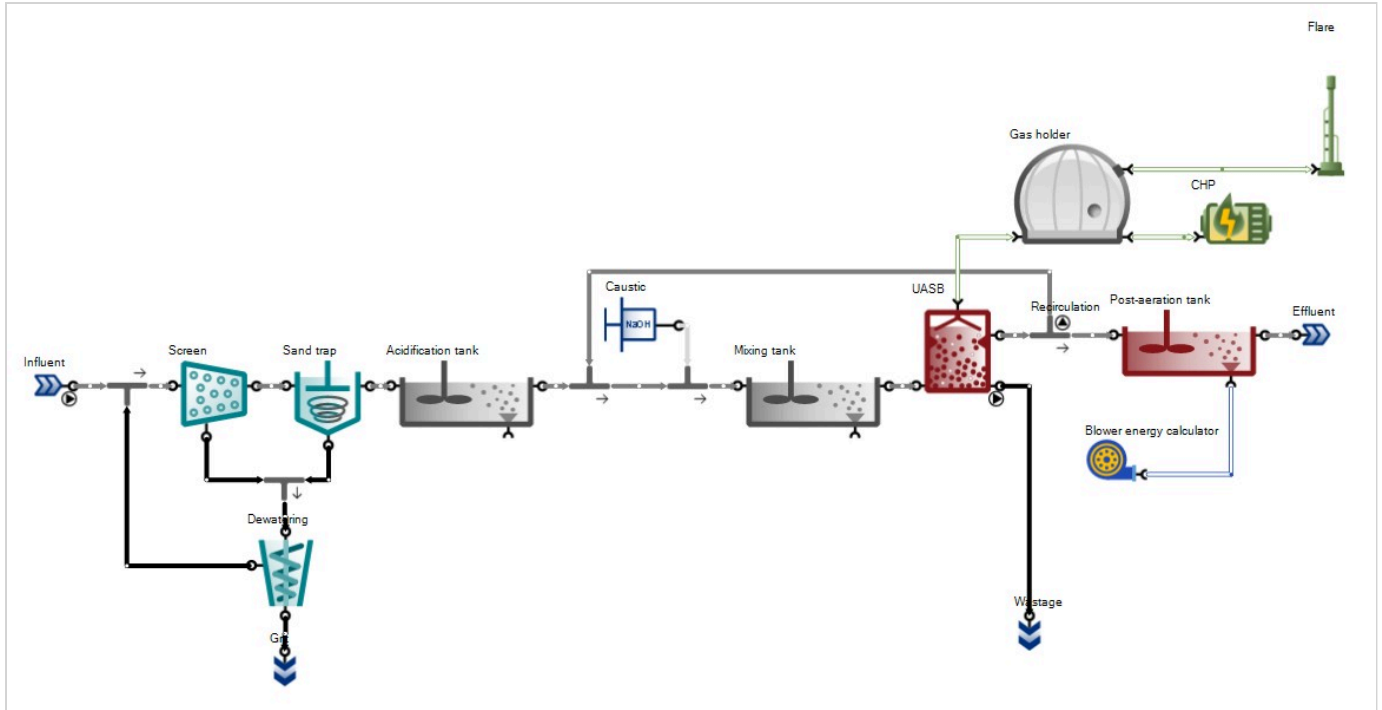 Flare
Gas holder
CHP
Caustic
NaOH
UASB
Recirculation
Post-aeration tank
Effluent
Influent
Screen
Sand trap
Acidification tank
Mixing tank
Blower energy calculator
Dewatering
Wastage
Grit